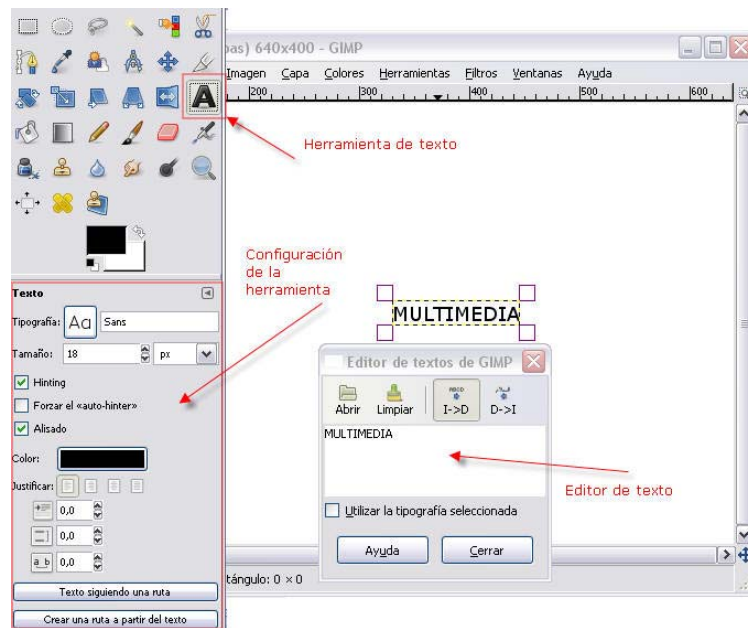 pas) 640x400 - GIMP
Imagen Capa Colores Herramientas Filtros Ventanas Ayuda
200 300 400 500 600
Herramienta de texto
Configuración
de la
herramienta
MULTIMEDIA
Texto
Tipografía: Aa Sans
Tamaño: 18 px
Hinting
Forzar el «auto-hinter»
Alisado
Color:
Justificar:
0,0
0,0
a b 0,0
Texto siguiendo una ruta
Crear una ruta a partir del texto
Editor de textos de GIMP
Abrir Limpiar I->D D->I
MULTIMEDIA
Editor de texto
Utilizar la tipografía seleccionada
Ayuda Cerrar
tángulo: 0 × 0